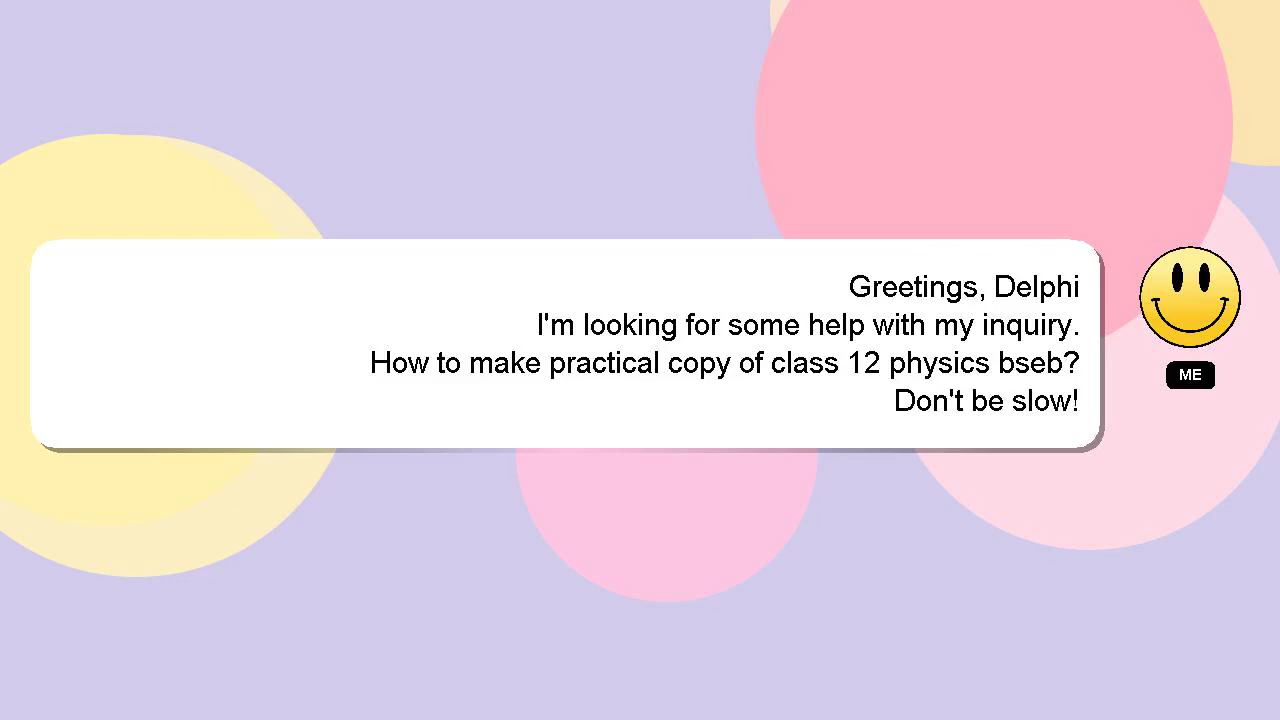 Greetings, Delphi
I'm looking for some help with my inquiry.
How to make practical copy of class 12 physics bseb?
Don't be slow!
ME